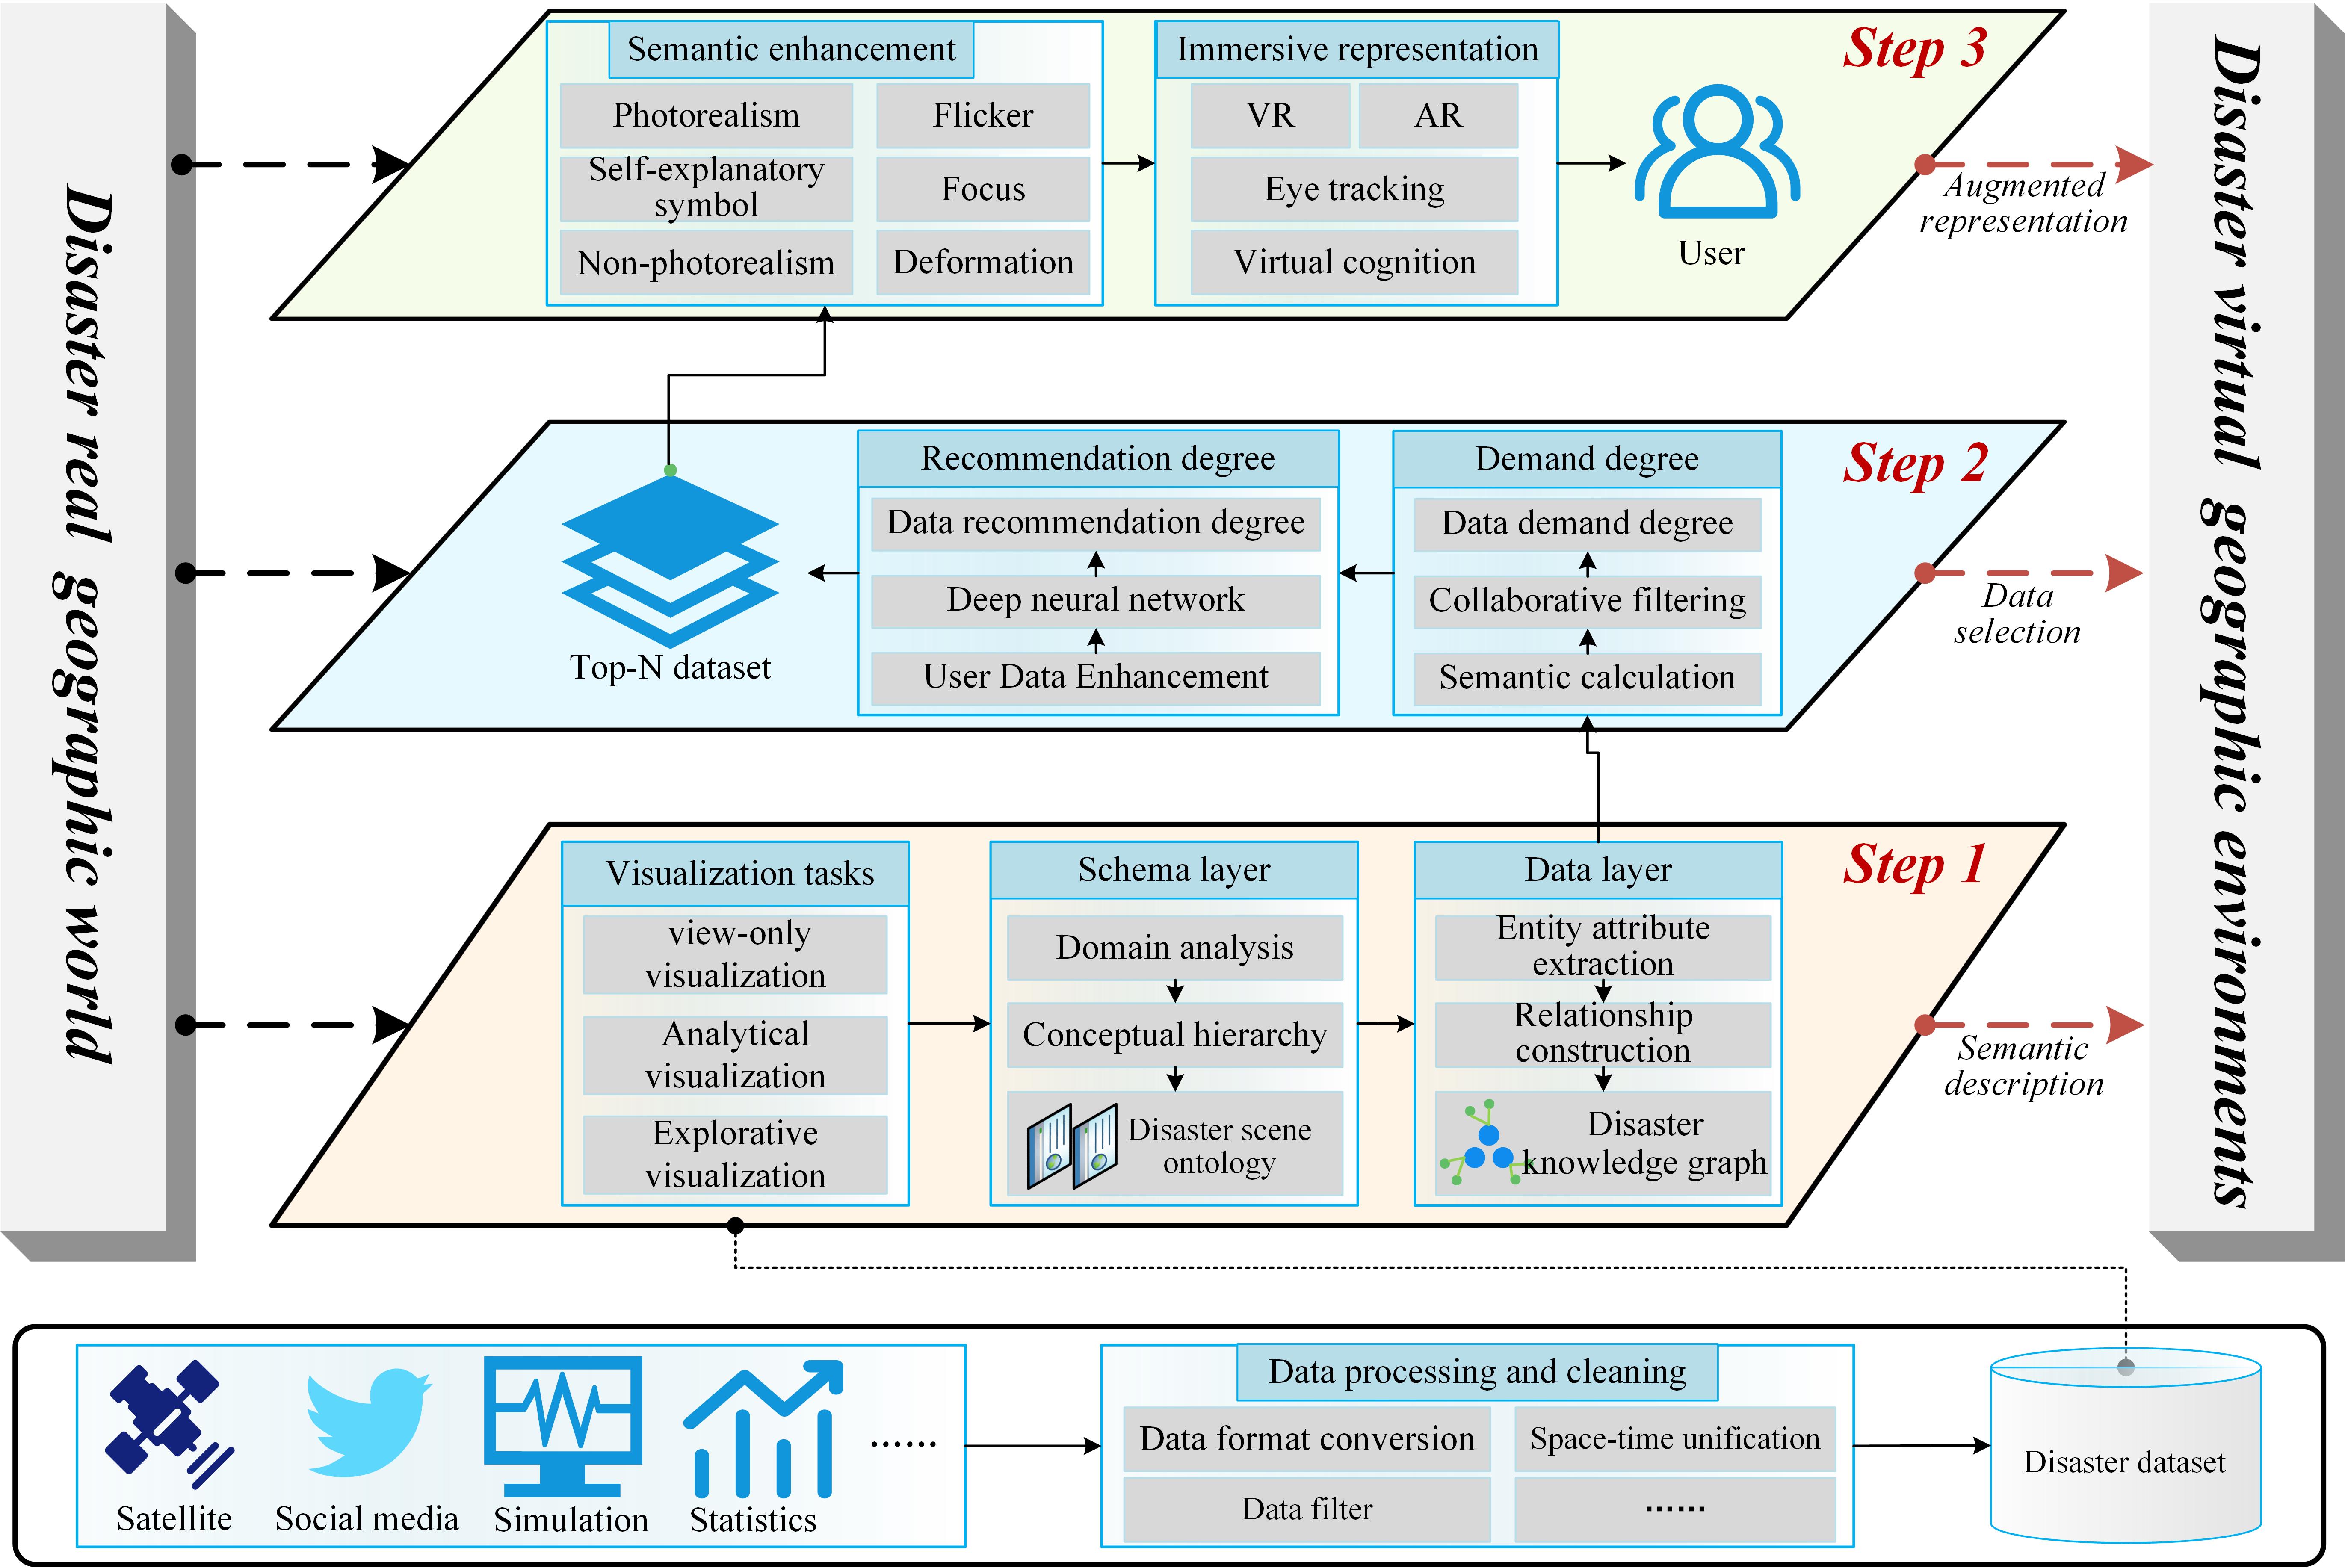 Disaster real geographic world
Step 3
Semantic enhancement
Photorealism
Flicker
Self-explanatory
symbol
Focus
Non-photorealism
Deformation
Immersive representation
VR
AR
Eye tracking
Virtual cognition
User
Augmented
representation
Step 2
Top-N dataset
Recommendation degree
Data recommendation degree
Deep neural network
User Data Enhancement
Demand degree
Data demand degree
Collaborative filtering
Semantic calculation
Data
selection
Step 1
Visualization tasks
view-only
visualization
Analytical
visualization
Explorative
visualization
Schema layer
Domain analysis
Conceptual hierarchy
Disaster scene
ontology
Data layer
Entity attribute
extraction
Relationship
construction
Disaster
knowledge graph
Semantic
description
Disaster virtual geographic environments
Satellite
Social media
Simulation
Statistics
······
Data processing and cleaning
Data format conversion
Space-time unification
Data filter
······
Disaster dataset